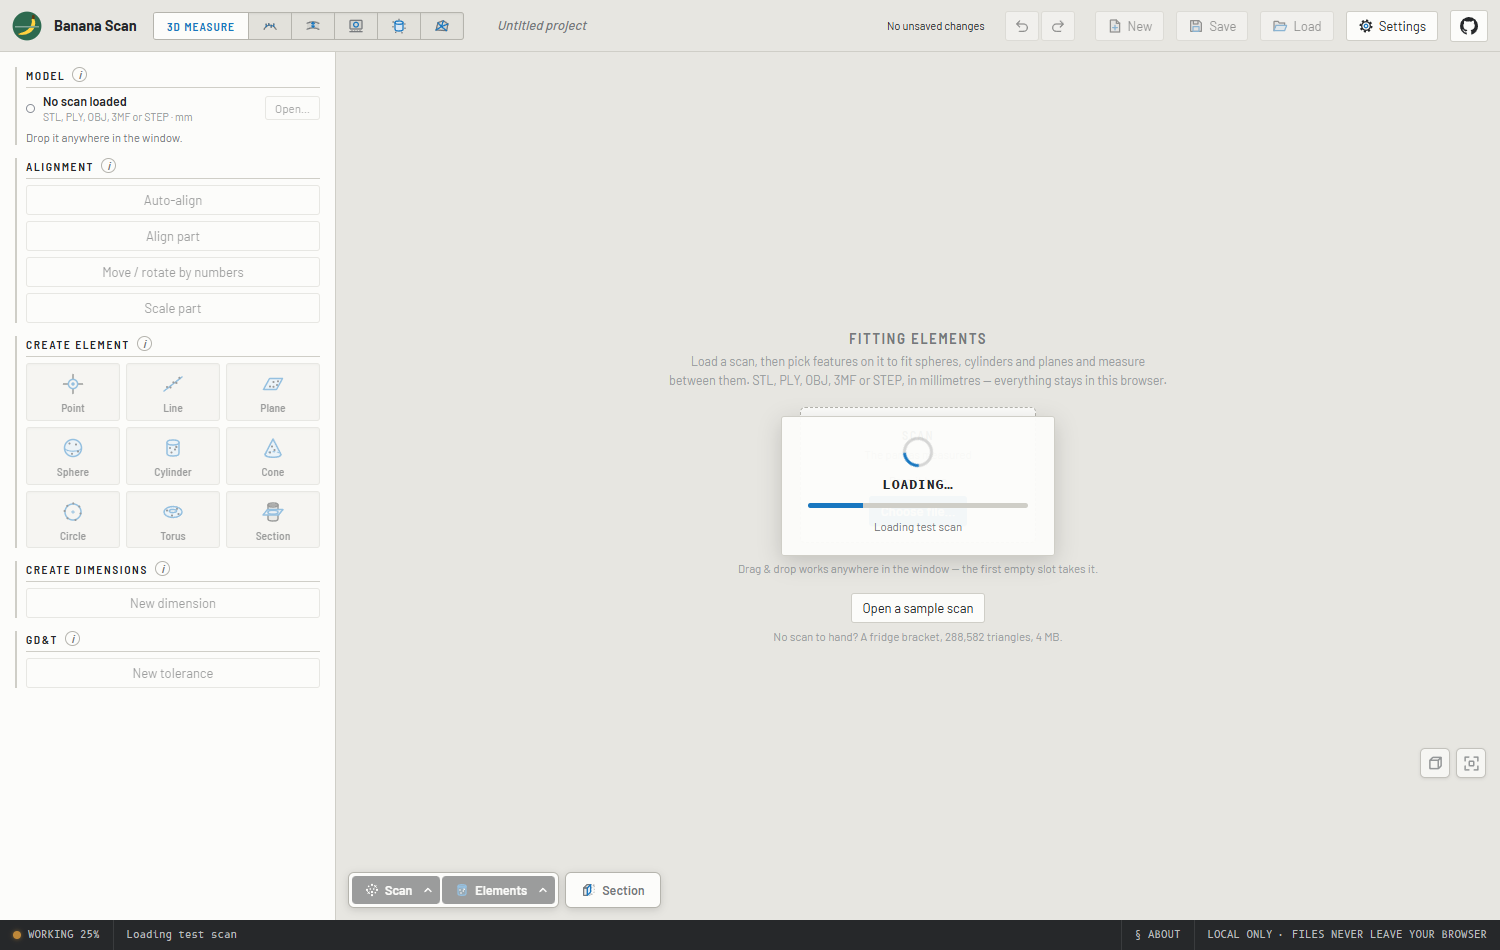 Banana Scan
3D MEASURE
Untitled project
No unsaved changes
New
Save
Load
Settings
MODEL i
No scan loaded
STL, PLY, OBJ, 3MF or STEP · mm
Open...
Drop it anywhere in the window.
ALIGNMENT i
Auto-align
Align part
Move / rotate by numbers
Scale part
CREATE ELEMENT i
Point
Line
Plane
Sphere
Cylinder
Cone
Circle
Torus
Section
CREATE DIMENSIONS i
New dimension
GD&T i
New tolerance
FITTING ELEMENTS
Load a scan, then pick features on it to fit spheres, cylinders and planes and measure
between them. STL, PLY, OBJ, 3MF or STEP, in millimetres — everything stays in this browser.
LOADING…
Loading test scan
Drag & drop works anywhere in the window — the first empty slot takes it.
Open a sample scan
No scan to hand? A fridge bracket, 288,582 triangles, 4 MB.
Scan
Elements
Section
WORKING 25%
Loading test scan
§ ABOUT
LOCAL ONLY · FILES NEVER LEAVE YOUR BROWSER